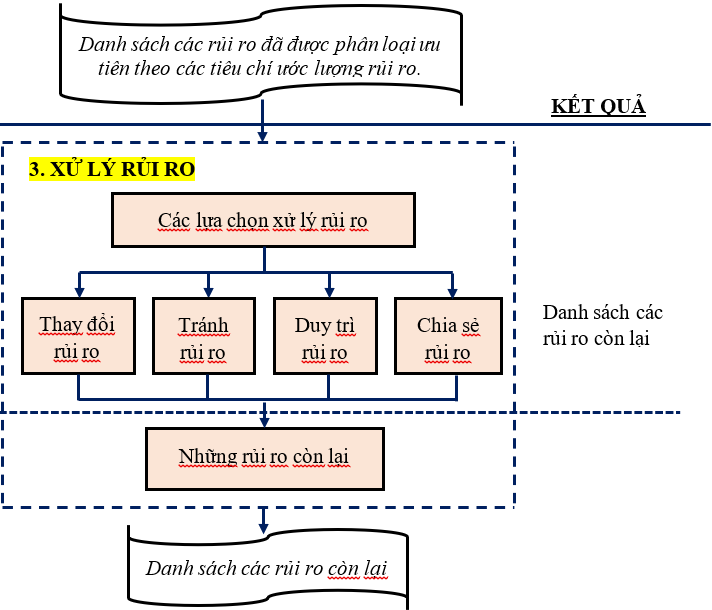 Danh sách các rủi ro đã được phân loại ưu
tiên theo các tiêu chí ước lượng rủi ro.
KẾT QUẢ
3. XỬ LÝ RỦI RO
Các lựa chọn xử lý rủi ro
Thay đổi
rủi ro
Tránh
rủi ro
Duy trì
rủi ro
Chia sẻ
rủi ro
Danh sách các
rủi ro còn lại
Những rủi ro còn lại
Danh sách các rủi ro còn lại